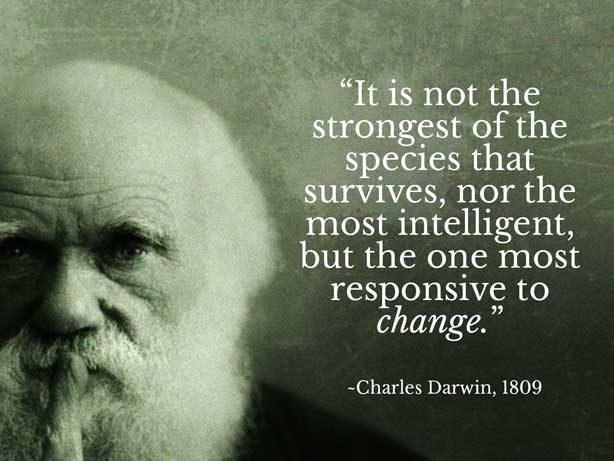 “It is not the
strongest of the
species that
survives, nor the
most intelligent,
but the one most
responsive to
change.”
~Charles Darwin, 1809